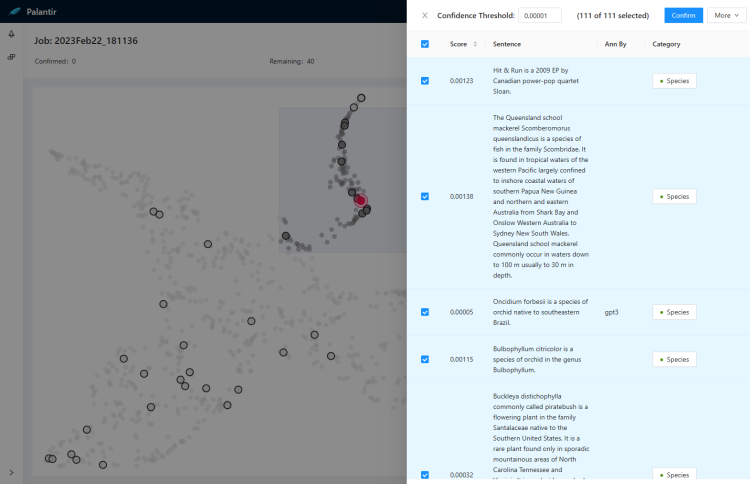 Palantir
Job: 2023Feb22_181136
Confirmed: 0
Remaining: 40
Confidence Threshold:
0.00001
(111 of 111 selected)
Confirm
More
Score
Sentence
Ann By
Category
0.00123
Hit & Run is a 2009 EP by
Canadian power-pop quartet
Sloan.
Species
0.00138
The Queensland school
mackerel Scomberomorus
queenslandicus is a species of
fish in the family Scombridae. It
is found in tropical waters of the
western Pacific largely confined
to inshore coastal waters of
southern Papua New Guinea
and northern and eastern
Australia from Shark Bay and
Onslow Western Australia to
Sydney New South Wales.
Queensland school mackerel
commonly occur in waters down
to 100 m usually to 30 m in
depth.
Species
0.00005
Oncidium forbesii is a species of
orchid native to southeastern
Brazil.
gpt3
Species
0.00115
Bulbophyllum citricolor is a
species of orchid in the genus
Bulbophyllum.
Species
0.00032
Buckleya distichophylla
commonly called piratebush is a
flowering plant in the family
Santalaceae native to the
Southern United States. It is a
rare plant found only in sporadic
mountainous areas of North
Carolina Tennessee and
Species